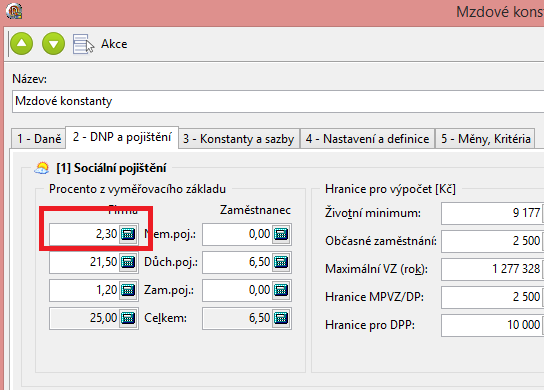 Mzdové konst
Akce
Název:
Mzdové konstanty
1 - Daně 2 - DNP a pojištění 3 - Konstanty a sazby 4 - Nastavení a definice 5 - Měny, Kritéria
[1] Sociální pojištění
Procento z vyměřovacího základu
Firma Zaměstnanec
2,30 Nem.poj.: 0,00
21,50 Důch.poj.: 6,50
1,20 Zam.poj.: 0,00
25,00 Celkem: 6,50
Hranice pro výpočet [Kč]
Životní minimum: 9 177
Občasné zaměstnání: 2 500
Maximální VZ (rok): 1 277 328
Hranice MPVZ/DP: 2 500
Hranice pro DPP: 10 000